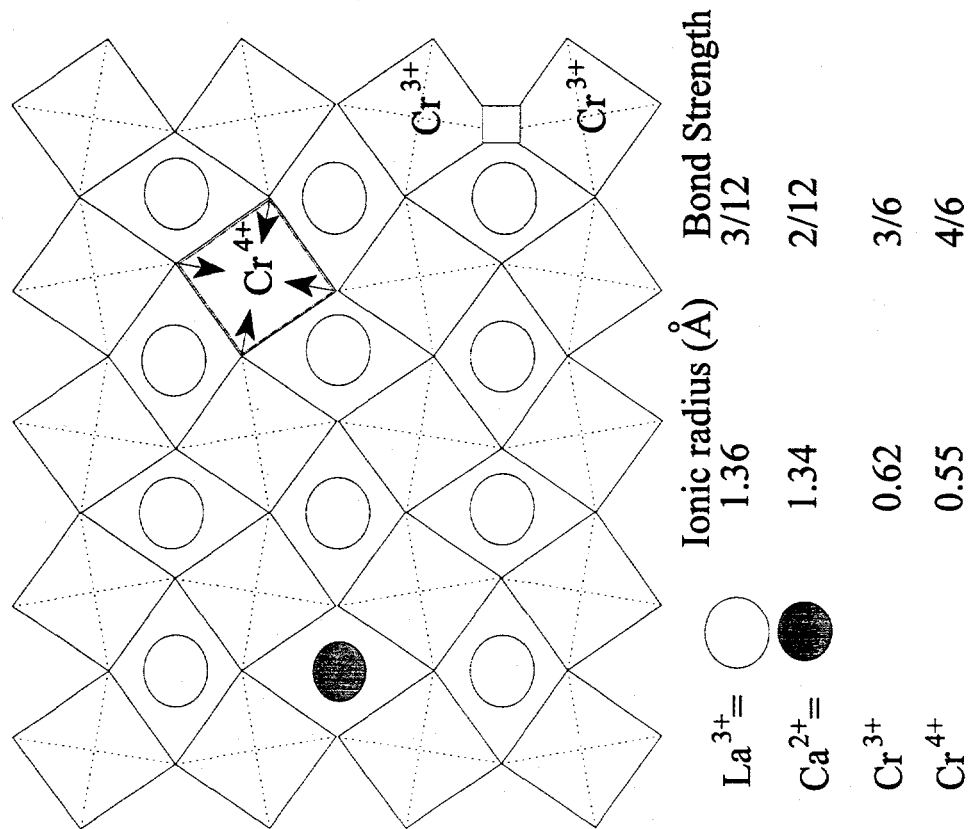 Cr⁴⁺
Cr³⁺
Cr³⁺
Ionic radius (Å) Bond Strength
La³⁺= 1.36 3/12
Ca²⁺= 1.34 2/12
Cr³⁺ 0.62 3/6
Cr⁴⁺ 0.55 4/6